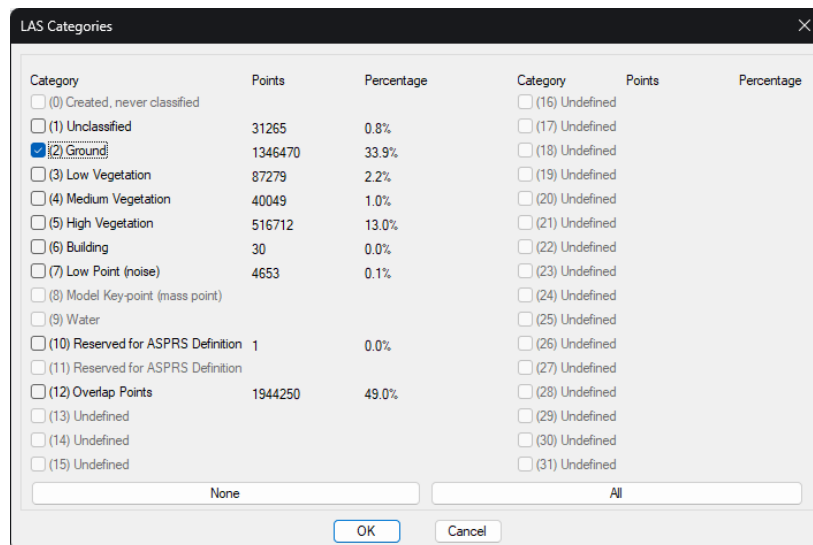 LAS Categories
Category Points Percentage Category Points Percentage
(0) Created, never classified (16) Undefined
(1) Unclassified 31265 0.8% (17) Undefined
(2) Ground 1346470 33.9% (18) Undefined
(3) Low Vegetation 87279 2.2% (19) Undefined
(4) Medium Vegetation 40049 1.0% (20) Undefined
(5) High Vegetation 516712 13.0% (21) Undefined
(6) Building 30 0.0% (22) Undefined
(7) Low Point (noise) 4653 0.1% (23) Undefined
(8) Model Key-point (mass point) (24) Undefined
(9) Water (25) Undefined
(10) Reserved for ASPRS Definition 1 0.0% (26) Undefined
(11) Reserved for ASPRS Definition (27) Undefined
(12) Overlap Points 1944250 49.0% (28) Undefined
(13) Undefined (29) Undefined
(14) Undefined (30) Undefined
(15) Undefined (31) Undefined
None All
OK Cancel